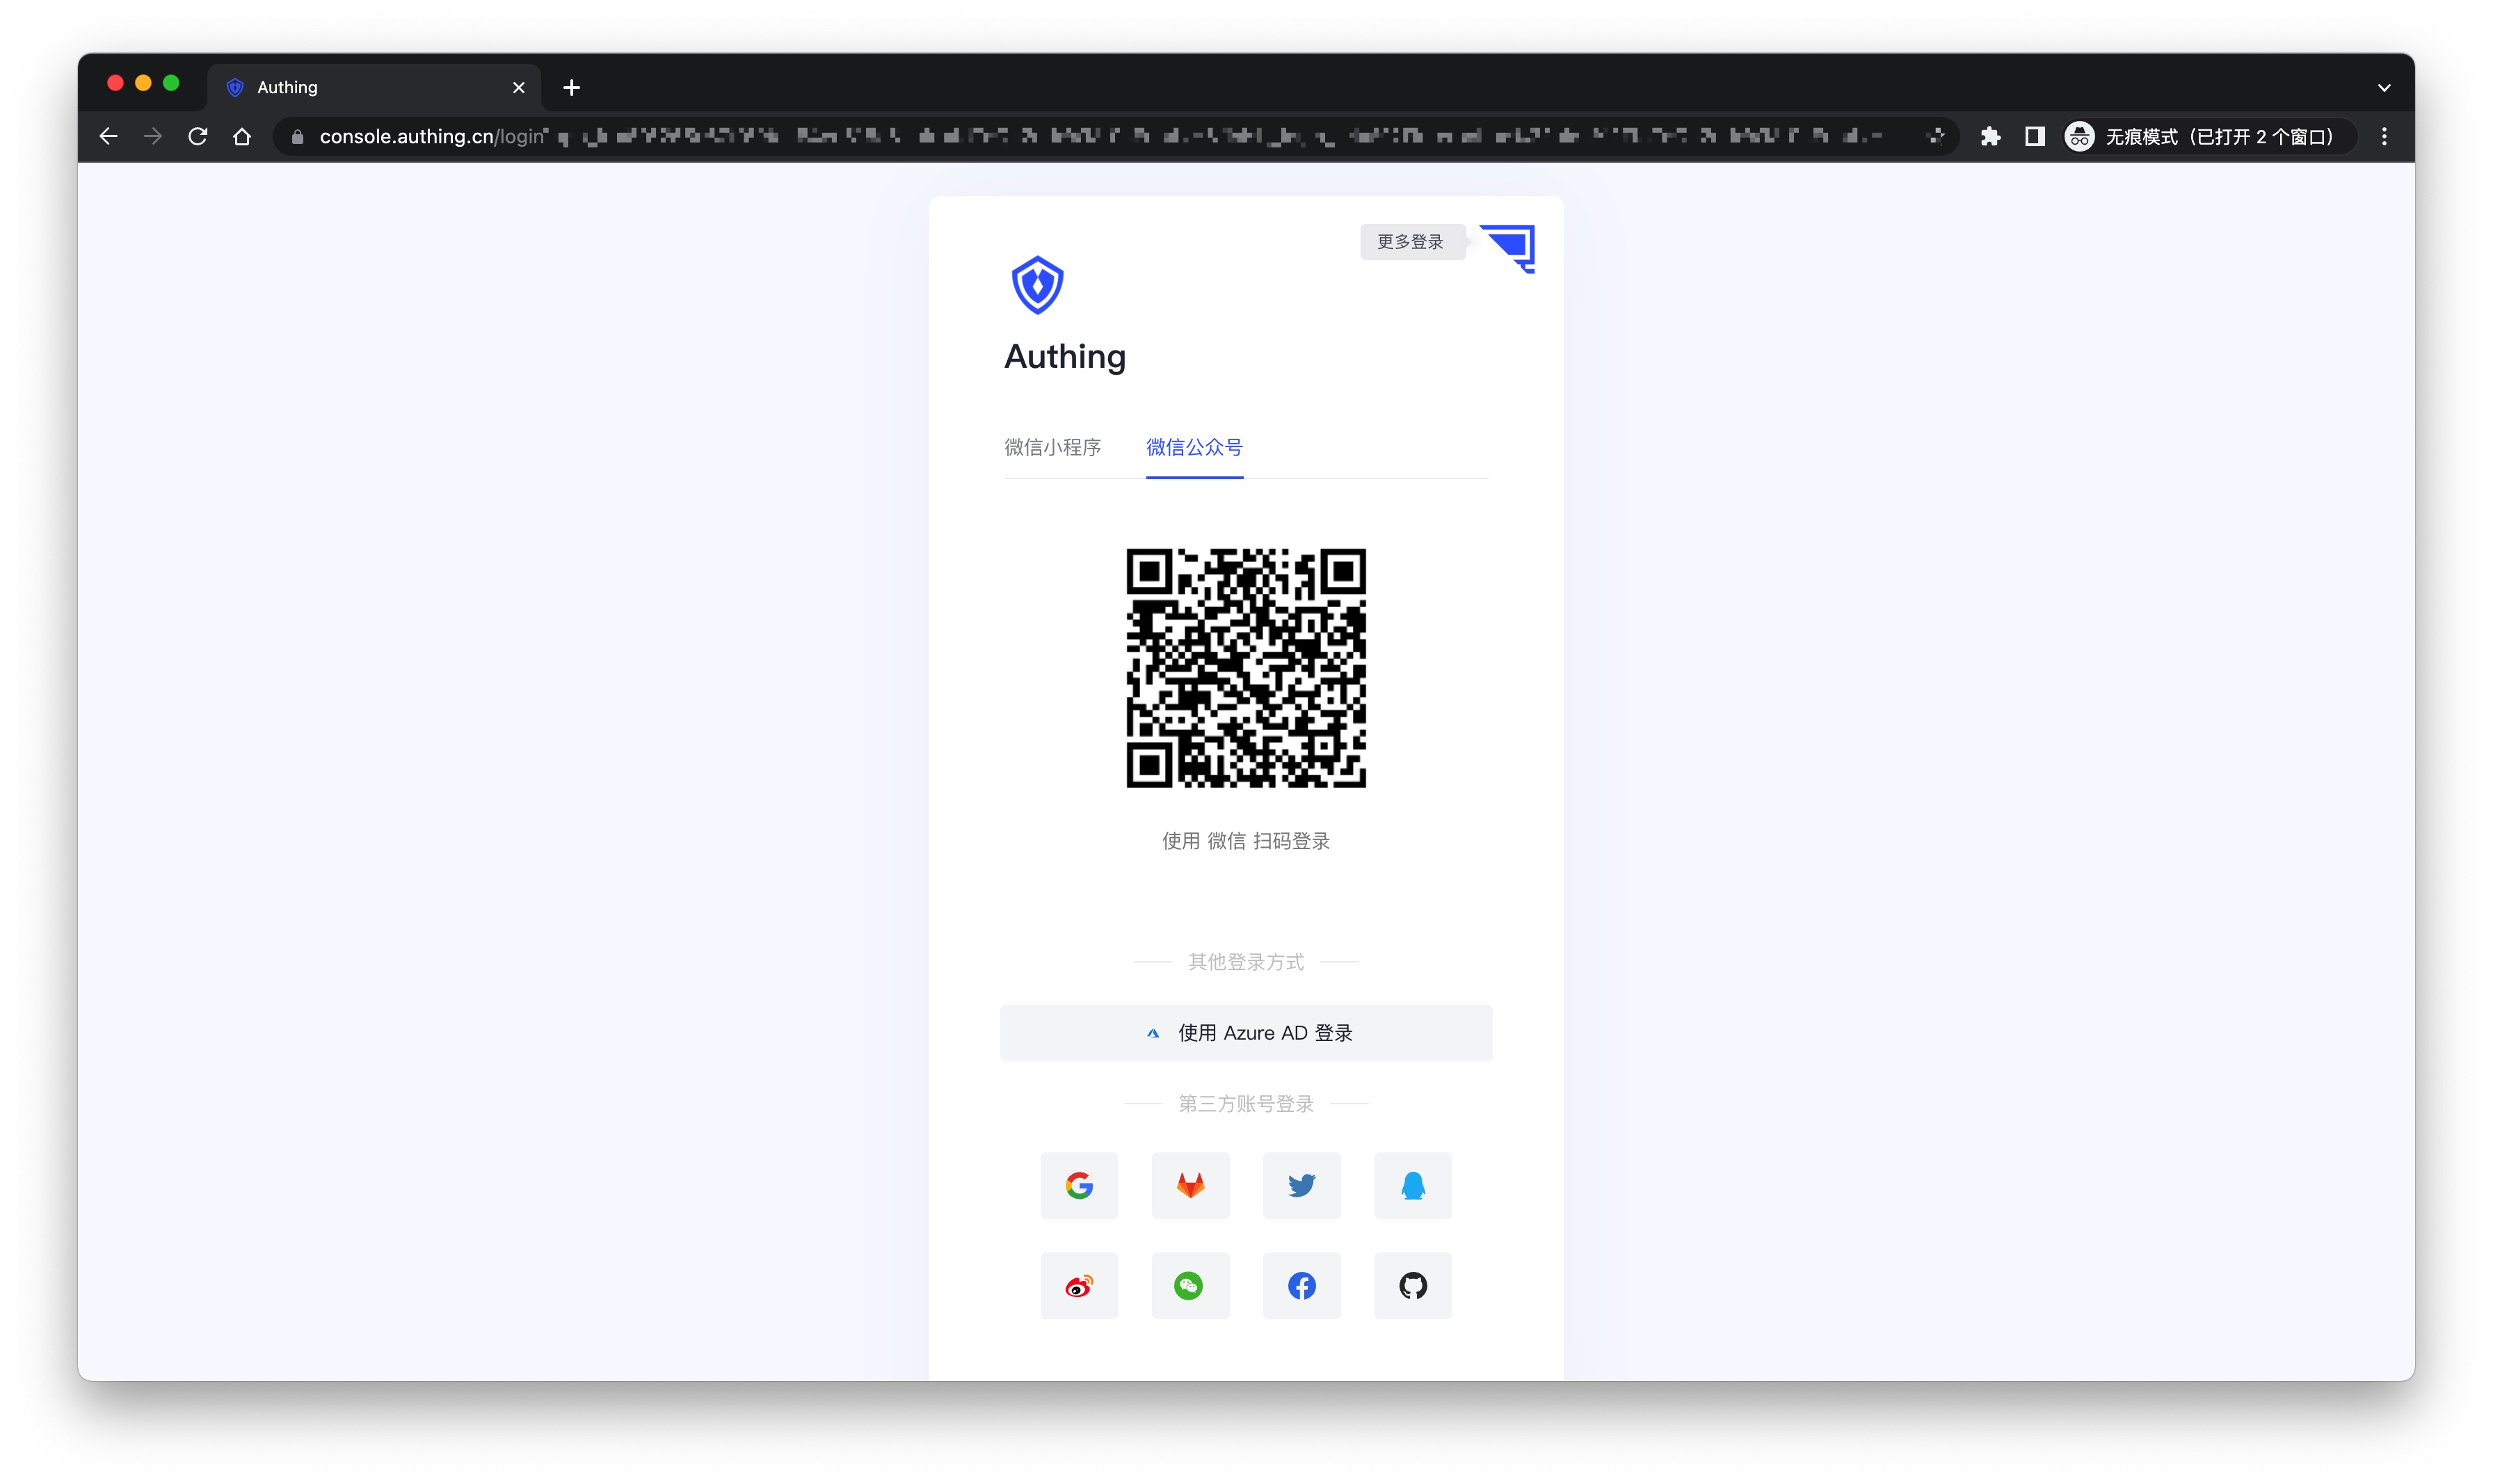 Authing
console.authing.cn/login
无痕模式（已打开 2 个窗口）
更多登录
Authing
微信小程序
微信公众号
使用 微信 扫码登录
其他登录方式
使用 Azure AD 登录
第三方账号登录